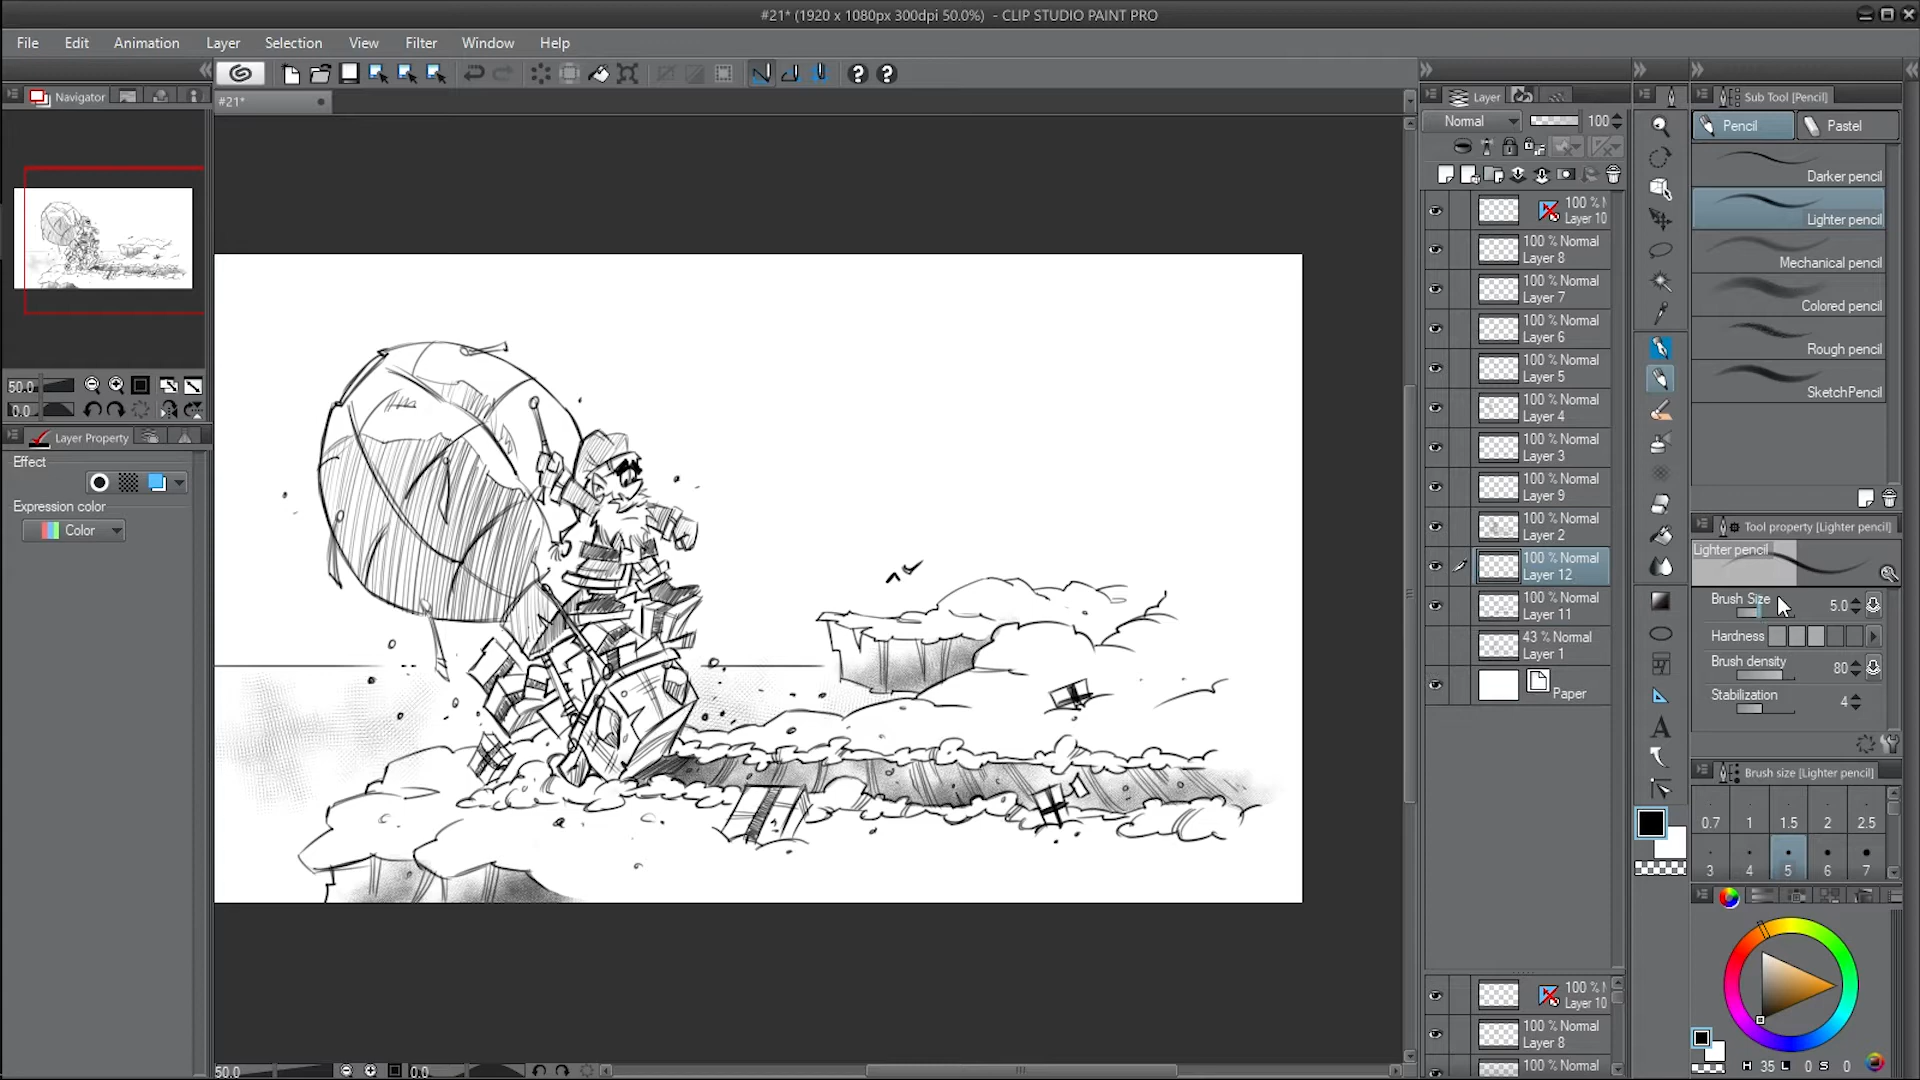 #21* (1920 x 1080px 300dpi 50.0%) - CLIP STUDIO PAINT PRO
File Edit Animation Layer Selection View Filter Window Help
#21*
Navigator
50.0
0.0
Layer Property
Effect
Expression color
Color
50.0
0.0
Layer
Normal 100
100 %
Layer 10
100 % Normal
Layer 8
100 % Normal
Layer 7
100 % Normal
Layer 6
100 % Normal
Layer 5
100 % Normal
Layer 4
100 % Normal
Layer 3
100 % Normal
Layer 9
100 % Normal
Layer 2
100 % Normal
Layer 12
100 % Normal
Layer 11
43 % Normal
Layer 1
Paper
100 %
Layer 10
100 % Normal
Layer 8
100 % Normal
Sub Tool [Pencil]
Pencil Pastel
Darker pencil
Lighter pencil
Mechanical pencil
Colored pencil
Rough pencil
SketchPencil
Tool property [Lighter pencil]
Lighter pencil
Brush Size 5.0
Hardness
Brush density 80
Stabilization 4
Brush size [Lighter pencil]
0.7 1 1.5 2 2.5
3 4 5 6 7
H 35 L 0 S 0